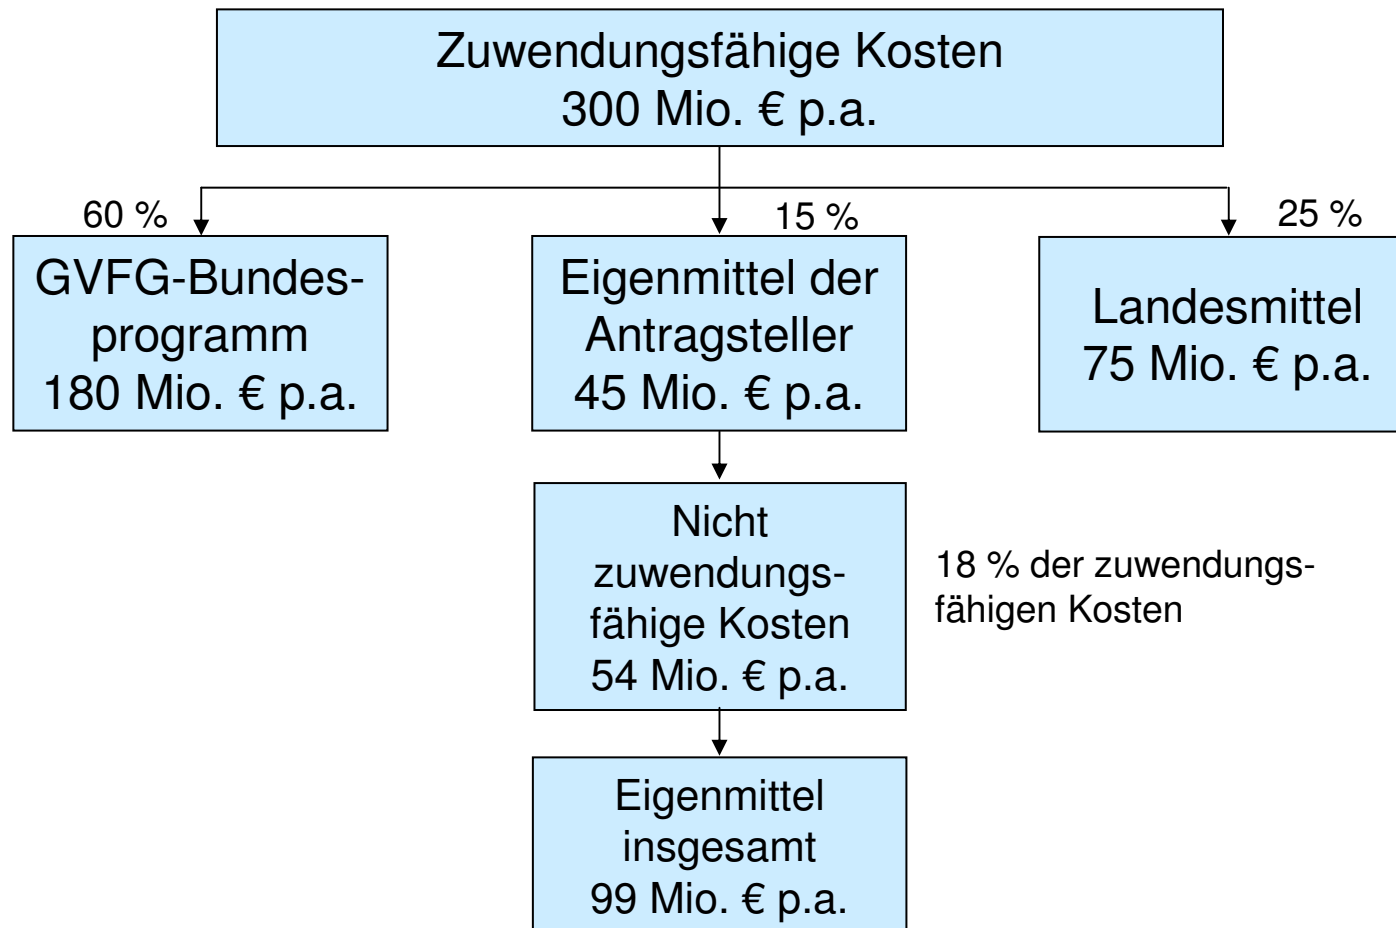 Zuwendungsfähige Kosten
300 Mio. € p.a.
60 %
15 %
25 %
GVFG-Bundes-
programm
180 Mio. € p.a.
Eigenmittel der
Antragsteller
45 Mio. € p.a.
Landesmittel
75 Mio. € p.a.
Nicht
zuwendungs-
fähige Kosten
54 Mio. € p.a.
18 % der zuwendungs-
fähigen Kosten
Eigenmittel
insgesamt
99 Mio. € p.a.